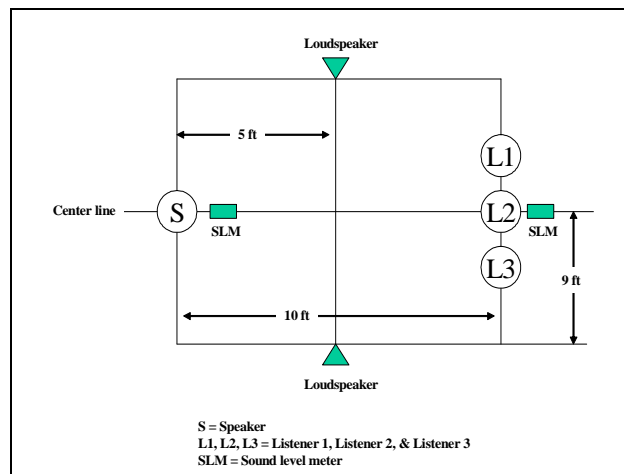 Loudspeaker
5 ft
L1
Center line
S
L2
SLM
SLM
L3
9 ft
10 ft
Loudspeaker
S = Speaker
L1, L2, L3 = Listener 1, Listener 2, & Listener 3
SLM = Sound level meter